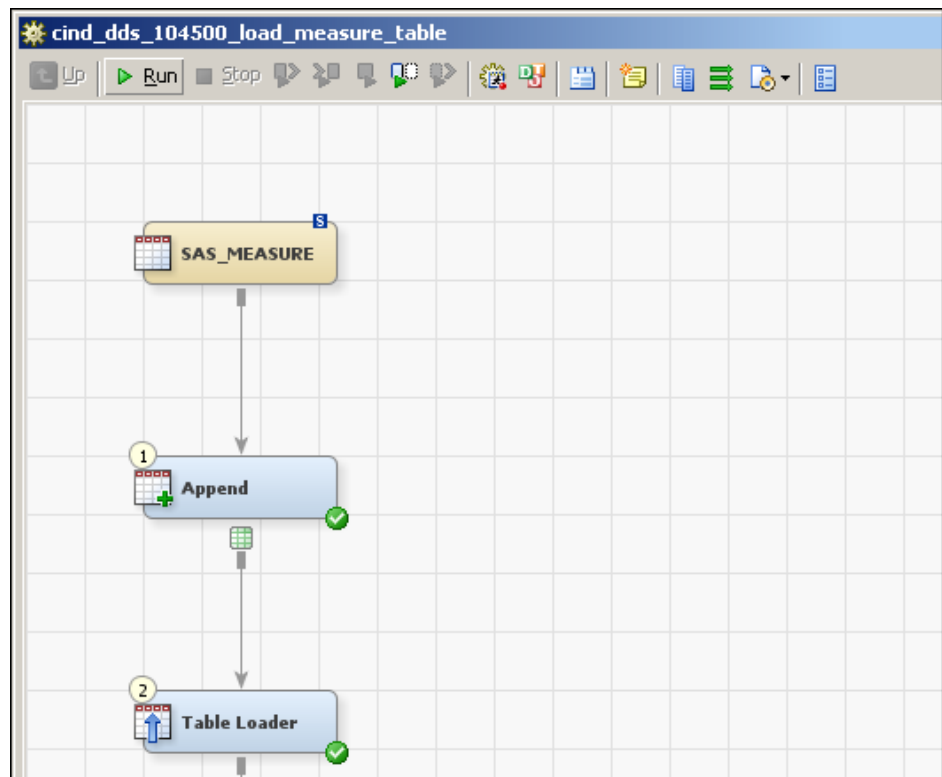 cind_dds_104500_load_measure_table
Up Run Stop
S
SAS_MEASURE
1
Append
2
Table Loader